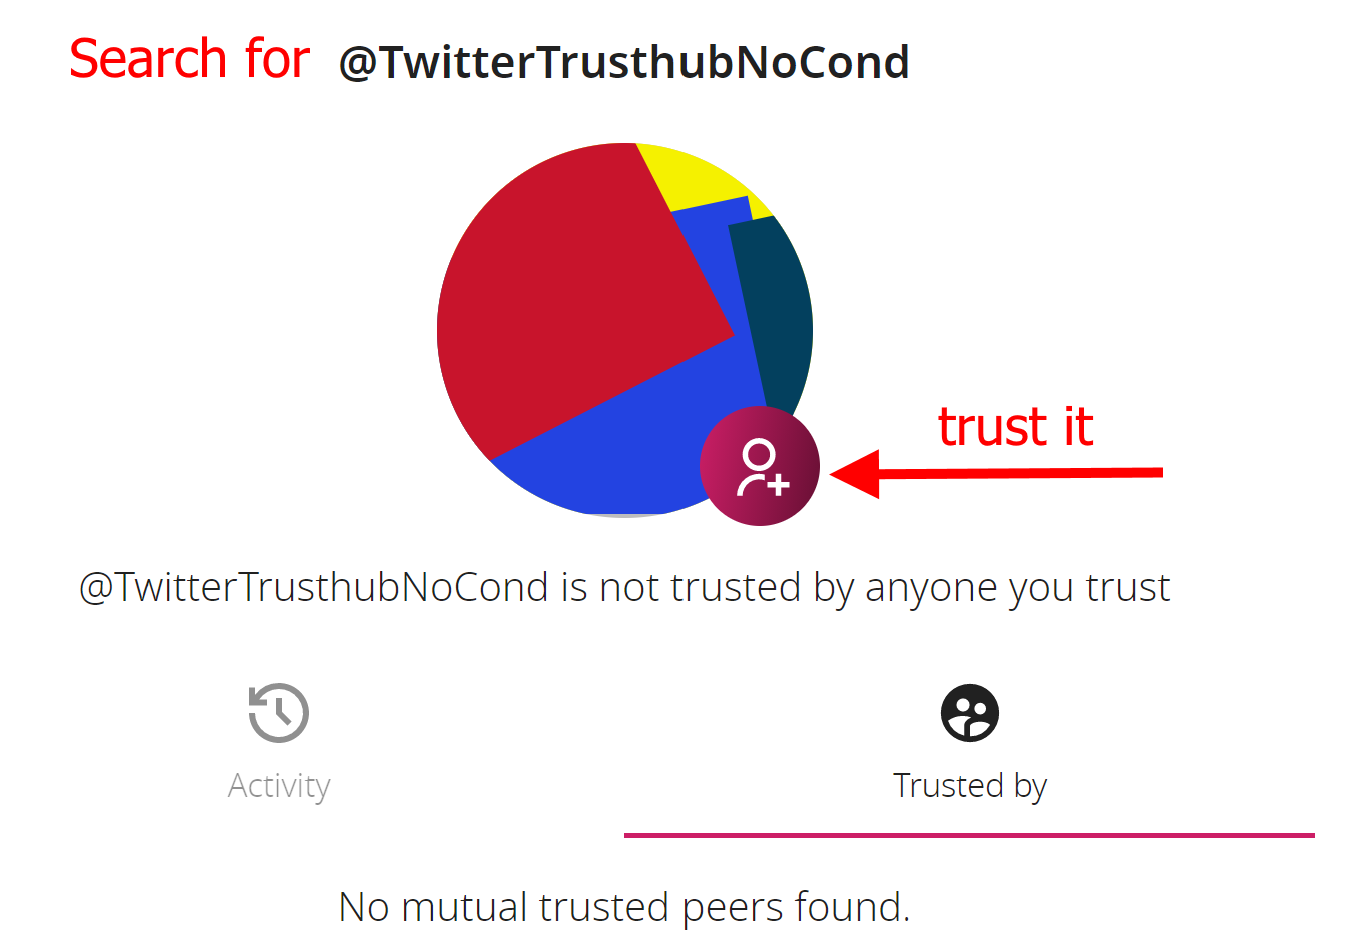 Search for @TwitterTrusthubNoCond
trust it
@TwitterTrusthubNoCond is not trusted by anyone you trust
Activity
Trusted by
No mutual trusted peers found.